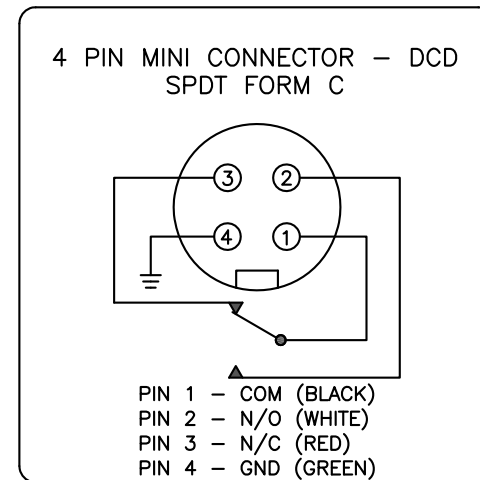 4 PIN MINI CONNECTOR – DCD
SPDT FORM C
3 2
4 1
PIN 1 – COM (BLACK)
PIN 2 – N/O (WHITE)
PIN 3 – N/C (RED)
PIN 4 – GND (GREEN)